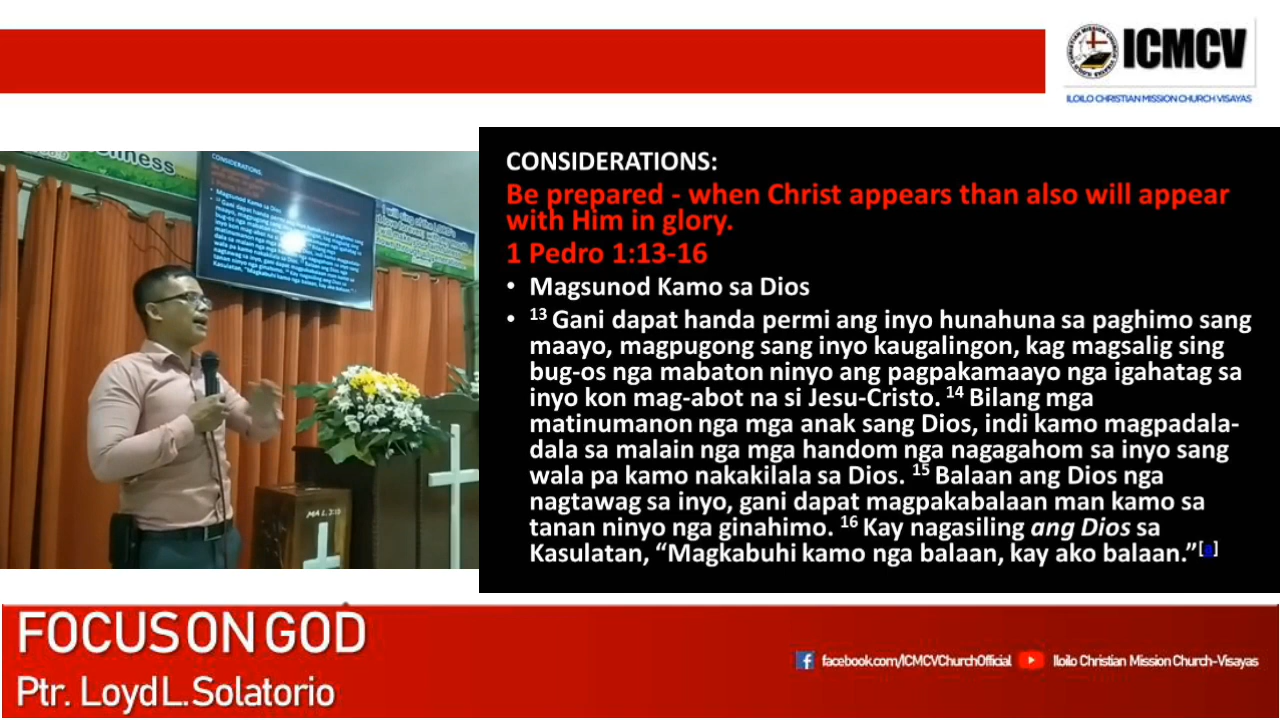 ICMCV
ILOILO CHRISTIAN MISSION CHURCH VISAYAS
CONSIDERATIONS:
Be prepared - when Christ appears than also will appear
with Him in glory.
1 Pedro 1:13-16
• Magsunod Kamo sa Dios
• 13 Gani dapat handa permi ang inyo hunahuna sa paghimo sang
maayo, magpugong sang inyo kaugalingon, kag magsalig sing
bug-os nga mabaton ninyo ang pagpakamaayo nga igahatag sa
inyo kon mag-abot na si Jesu-Cristo. 14 Bilang mga
matinumanon nga mga anak sang Dios, indi kamo magpadala-
dala sa malain nga mga handom nga nagagahom sa inyo sang
wala pa kamo nakakilala sa Dios. 15 Balaan ang Dios nga
nagtawag sa inyo, gani dapat magpakabalaan man kamo sa
tanan ninyo nga ginahimo. 16 Kay nagasiling ang Dios sa
Kasulatan, “Magkabuhi kamo nga balaan, kay ako balaan.”[a]
CONSIDERATIONS:
Magsunod Kamo sa Dios
FOCUS ON GOD
Ptr. Loyd L. Solatorio
facebook.com/ICMCVChurchOfficial
Iloilo Christian Mission Church-Visayas